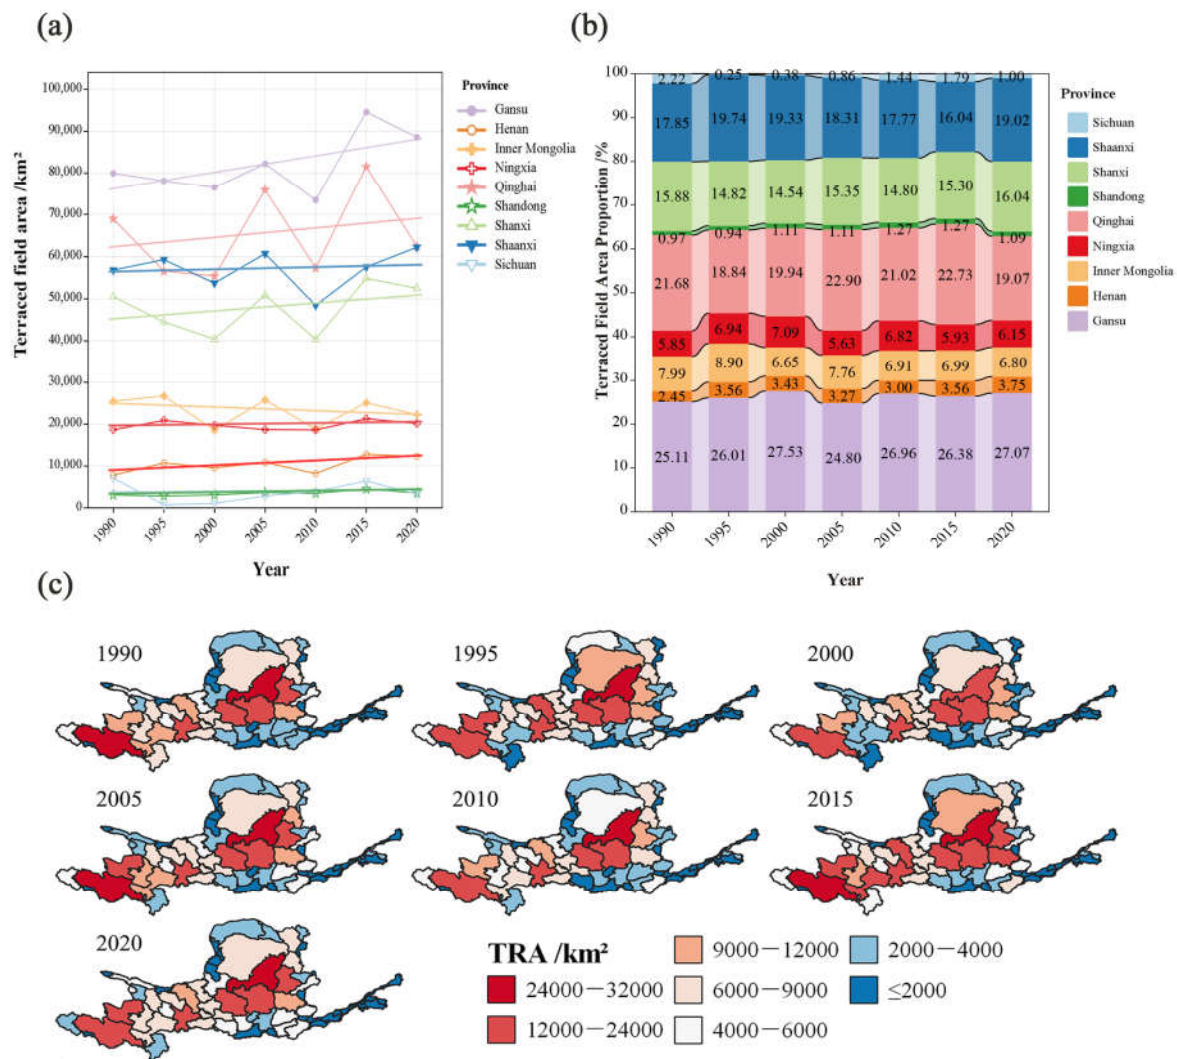 (a)
100,000
90,000
80,000
70,000
60,000
50,000
40,000
30,000
20,000
10,000
0
Terraced field area /km²
1990
1995
2000
2005
2010
2015
2020
Year
Province
Gansu
Henan
Inner Mongolia
Ningxia
Qinghai
Shandong
Shanxi
Shaanxi
Sichuan
(b)
100
90
80
70
60
50
40
30
20
10
0
Terraced Field Area Proportion /%
2.22 0.25 0.38 0.86 1.44 1.79 1.00
17.85 19.74 19.33 18.31 17.77 16.04 19.02
15.88 14.82 14.54 15.35 14.80 15.30 16.04
0.97 0.94 1.11 1.11 1.27 1.27 1.09
21.68 18.84 19.94 22.90 21.02 22.73 19.07
5.85 6.94 7.09 5.63 6.82 5.93 6.15
7.99 8.90 6.65 7.76 6.91 6.99 6.80
2.45 3.56 3.43 3.27 3.00 3.56 3.75
25.11 26.01 27.53 24.80 26.96 26.38 27.07
1990
1995
2000
2005
2010
2015
2020
Year
Province
Sichuan
Shaanxi
Shanxi
Shandong
Qinghai
Ningxia
Inner Mongolia
Henan
Gansu
(c)
1990
1995
2000
2005
2010
2015
2020
TRA /km²
24000—32000
12000—24000
9000—12000
6000—9000
4000—6000
2000—4000
≤2000